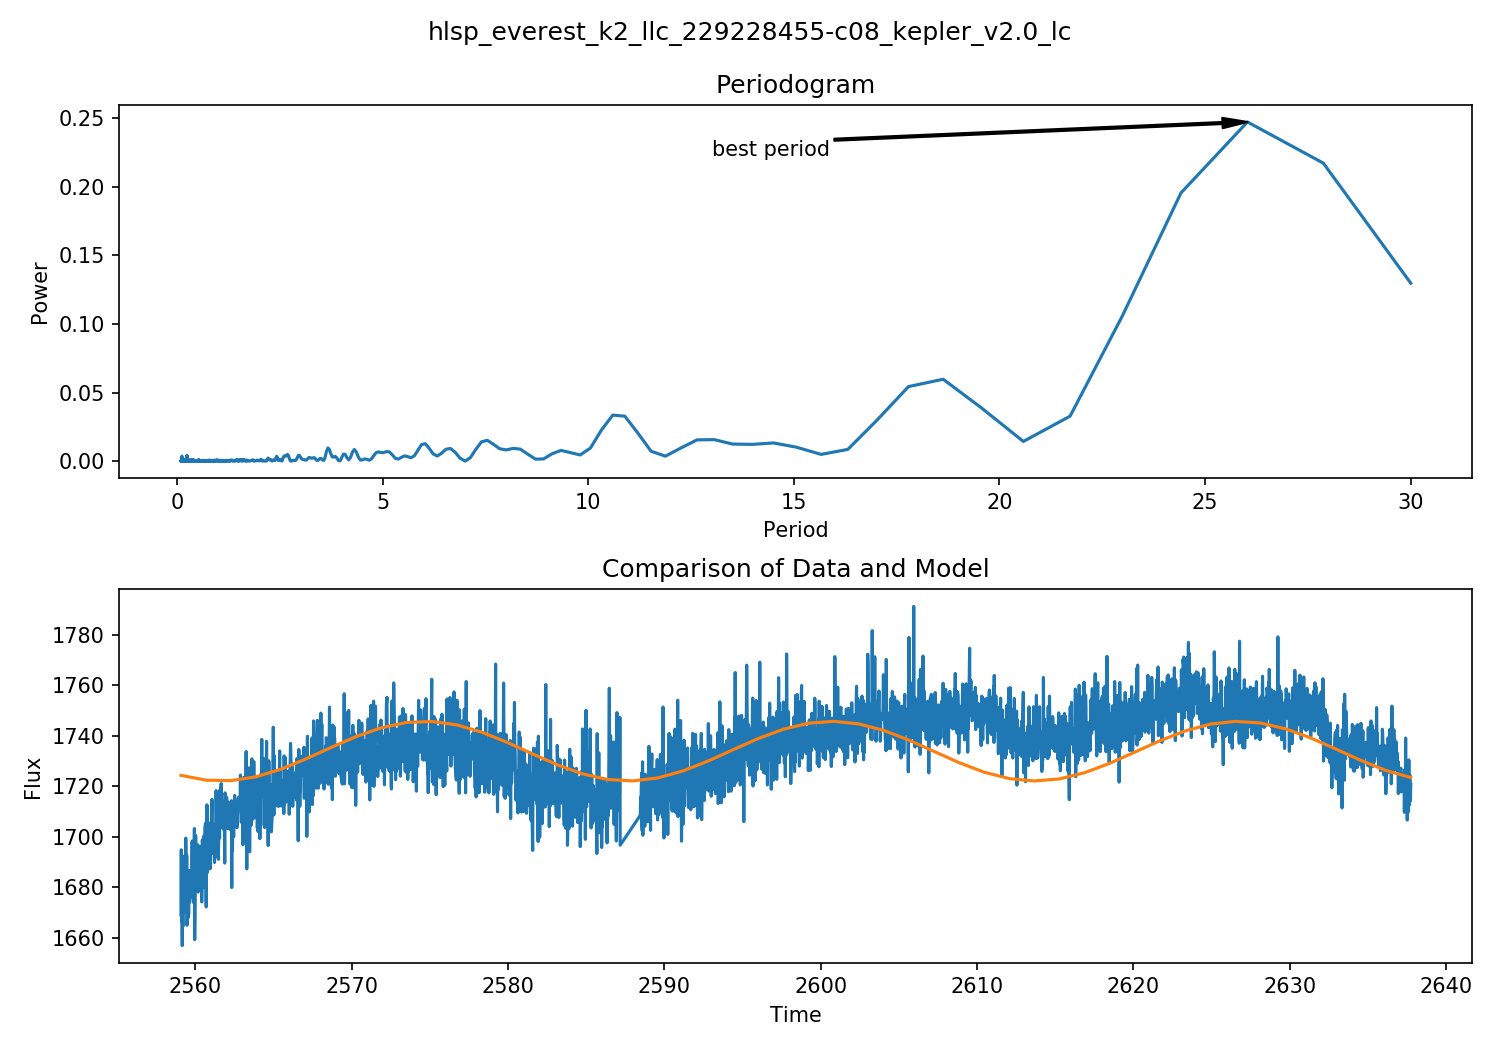 hlsp_everest_k2_llc_229228455-c08_kepler_v2.0_lc
Periodogram
0.25
0.20
0.15
0.10
0.05
0.00
Power
best period
0 5 10 15 20 25 30
Period
Comparison of Data and Model
1780
1760
1740
1720
1700
1680
1660
Flux
2560 2570 2580 2590 2600 2610 2620 2630 2640
Time